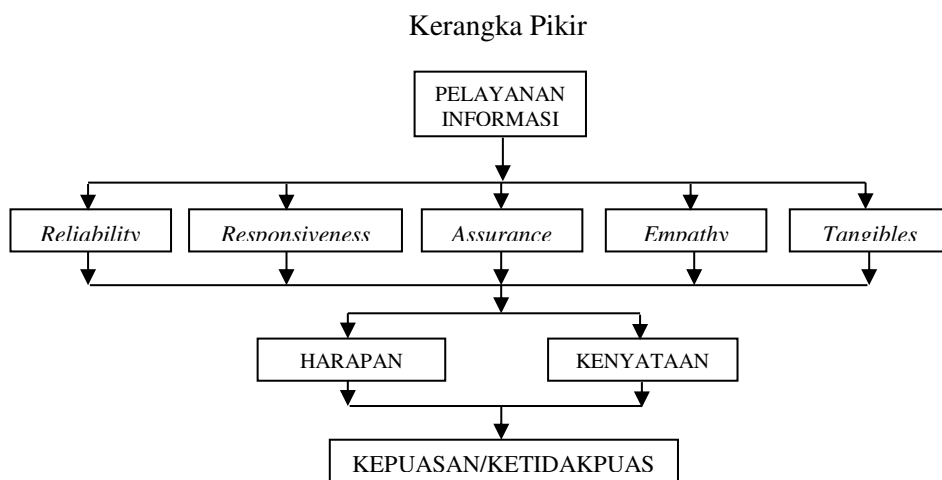 Kerangka Pikir
PELAYANAN
INFORMASI
Reliability
Responsiveness
Assurance
Empathy
Tangibles
HARAPAN
KENYATAAN
KEPUASAN/KETIDAKPUAS